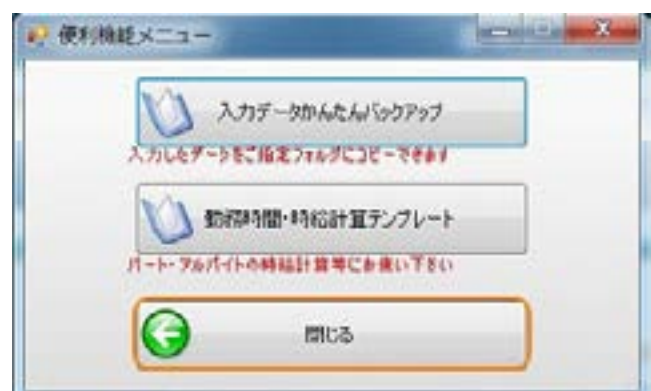 便利機能メニュー
入力データかんたんバックアップ
入力したデータをご指定フォルダにコピーできます
勤務時間・時給計算テンプレート
パート・アルバイトの時給計算等にお使い下さい
閉じる